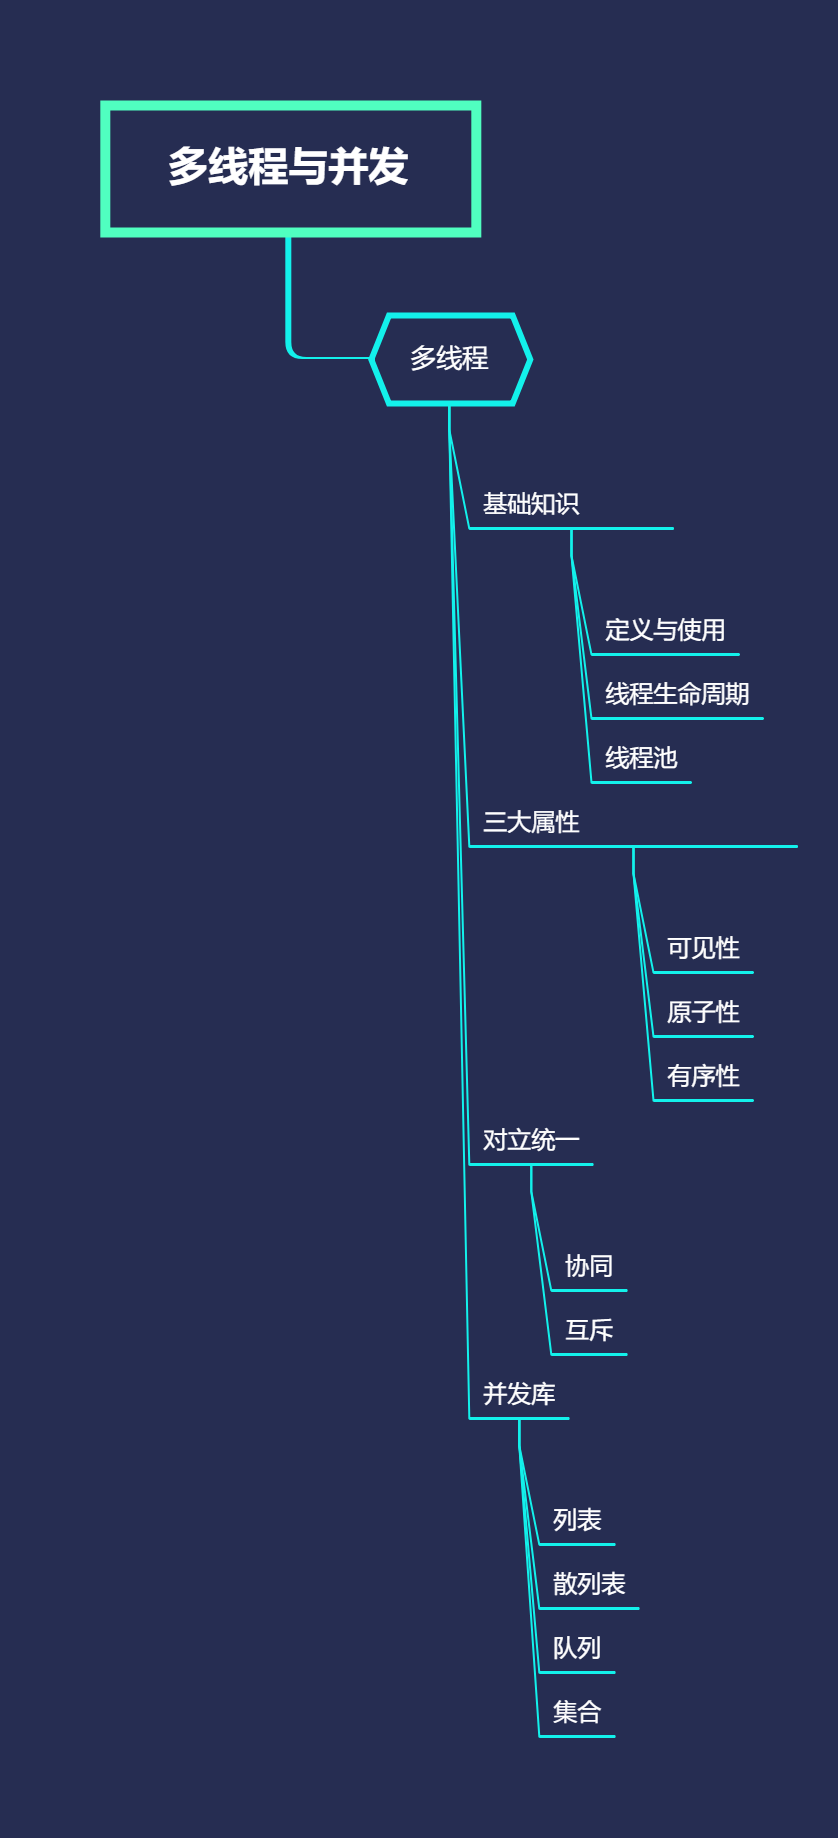 多线程与并发
多线程
基础知识
定义与使用
线程生命周期
线程池
三大属性
可见性
原子性
有序性
对立统一
协同
互斥
并发库
列表
散列表
队列
集合